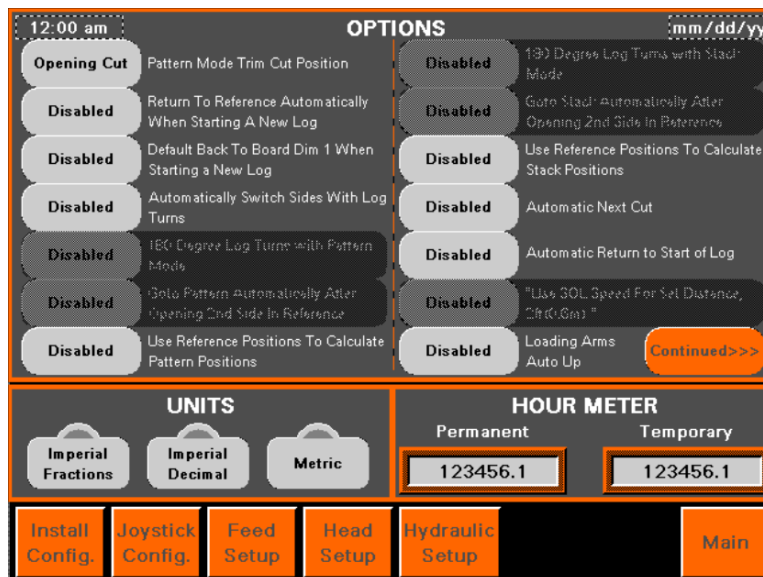 12:00 am
OPTIONS
mm/dd/yy
Opening Cut
Pattern Mode Trim Cut Position
Disabled
Return To Reference Automatically
When Starting A New Log
Disabled
Default Back To Board Dim 1 When
Starting a New Log
Disabled
Automatically Switch Sides With Log
Turns
Disabled
180 Degree Log Turns with Pattern
Mode
Disabled
Goto Pattern Automatically After
Opening 2nd Side In Reference
Disabled
Use Reference Positions To Calculate
Pattern Positions
Disabled
180 Degree Log Turns with Stack
Mode
Disabled
Goto Stack Automatically After
Opening 2nd Side In Reference
Disabled
Use Reference Positions To Calculate
Stack Positions
Disabled
Automatic Next Cut
Disabled
Automatic Return to Start of Log
Disabled
"Use SOL Speed For Set Distance,
2ft(0.6m) "
Disabled
Loading Arms
Auto Up
Continued>>>
UNITS
Imperial
Fractions
Imperial
Decimal
Metric
HOUR METER
Permanent
Temporary
123456.1
123456.1
Install
Config.
Joystick
Config.
Feed
Setup
Head
Setup
Hydraulic
Setup
Main